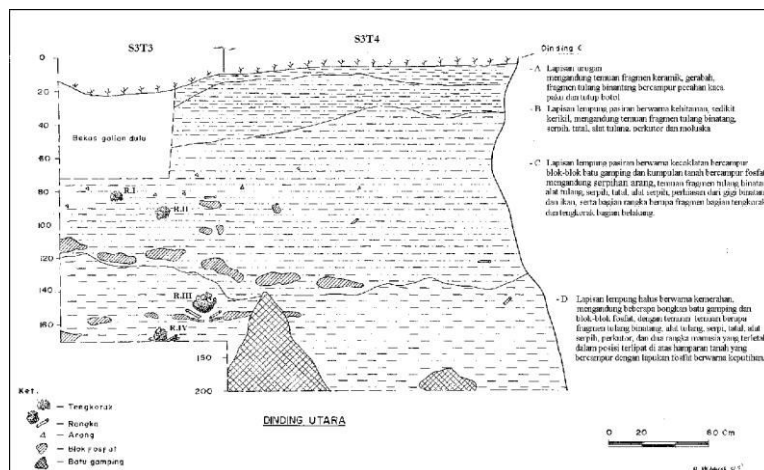 S3T3
S3T4
Dinding
0
20
40
60
80
100
120
140
160
150
200
Bekas galian dulu
R.I
R.II
R.III
R.IV
- A Lapisan urugan
mengandung temuan fragmen keramik, gerabah,
fragmen tulang binatang bercampur pecahan kaca,
paku dan tutup botol
- B Lapisan lempung pasiran berwarna kehitaman, sedikit
kerikil, mengandung temuan fragmen tulang binatang,
serpih, tatal, alat tulang, perkutor dan moluska
- C Lapisan lempung pasiran berwarna kecoklatan bercampur
blok-blok batu gamping dan kumpulan tanah bercampur fosfat
mengandung serpihan arang, temuan fragmen tulang binatang
alat tulang, serpih, tatal, alat serpih, perhiasan dari gigi binatang
dan ikan, serta bagian rangka berupa fragmen bagian tengkorak
dan tengkorak bagian belakang.
- D Lapisan lempung halus berwarna kemerahan,
mengandung beberapa bongkan batu gamping dan
blok-blok fosfat, dengan temuan temuan berupa
fragmen tulang binatang, alat tulang, serpi, tatal, alat
serpih, perkutor, dan dua rangka manusia yang terletak
dalam posisi terlipat di atas hamparan tanah yang
bercampur dengan lapukan fosfat berwarna keputihan.
Ket.
— Tengkorak
— Rangka
— Arang
— Blok fosfat
— Batu gamping
DINDING UTARA
0 20 60 Cm